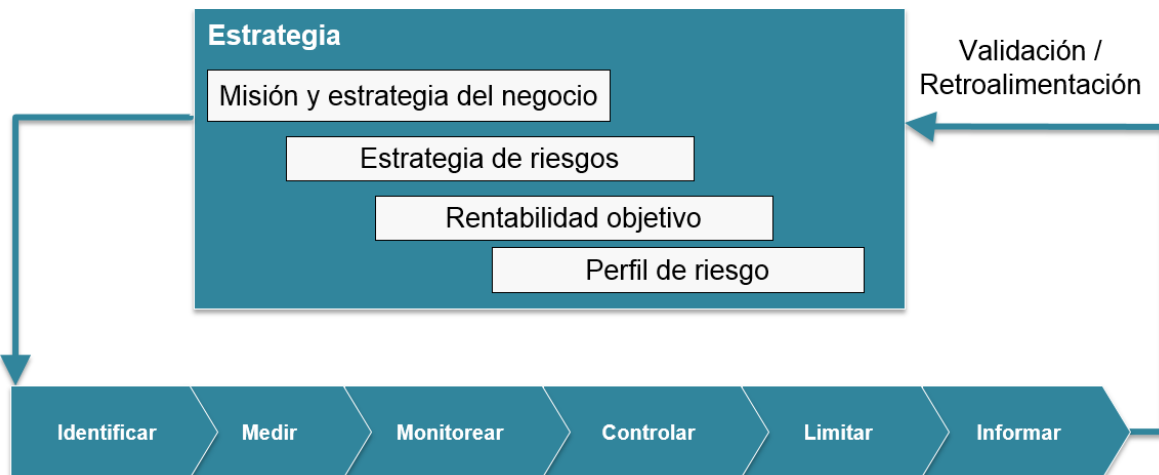 Estrategia
Validación /
Retroalimentación
Misión y estrategia del negocio
Estrategia de riesgos
Rentabilidad objetivo
Perfil de riesgo
Identificar
Medir
Monitorear
Controlar
Limitar
Informar